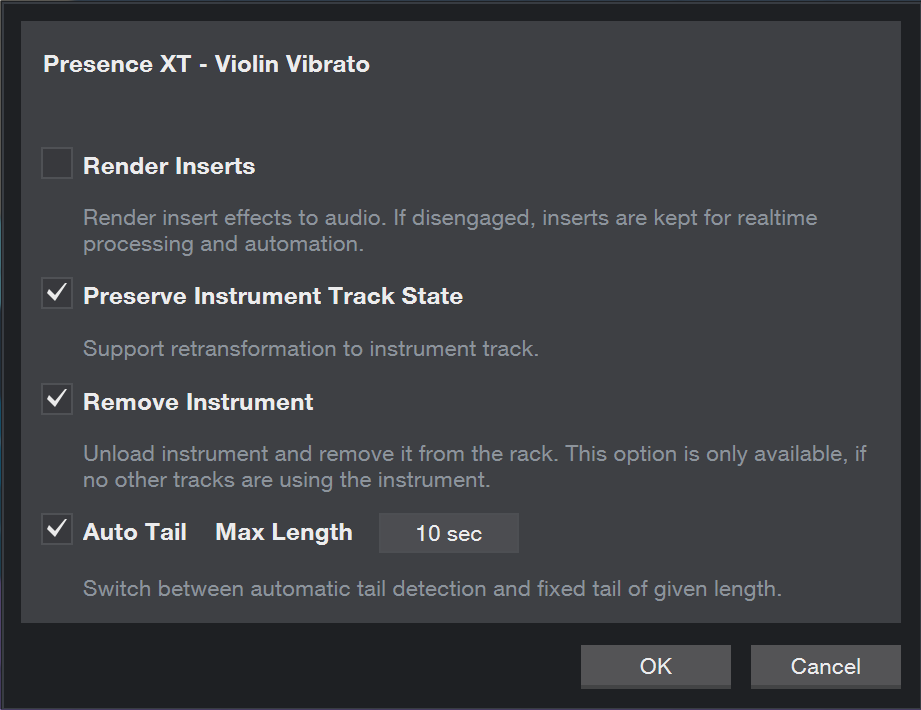 Presence XT - Violin Vibrato
Render Inserts
Render insert effects to audio. If disengaged, inserts are kept for realtime
processing and automation.
Preserve Instrument Track State
Support retransformation to instrument track.
Remove Instrument
Unload instrument and remove it from the rack. This option is only available, if
no other tracks are using the instrument.
Auto Tail Max Length 10 sec
Switch between automatic tail detection and fixed tail of given length.
OK Cancel